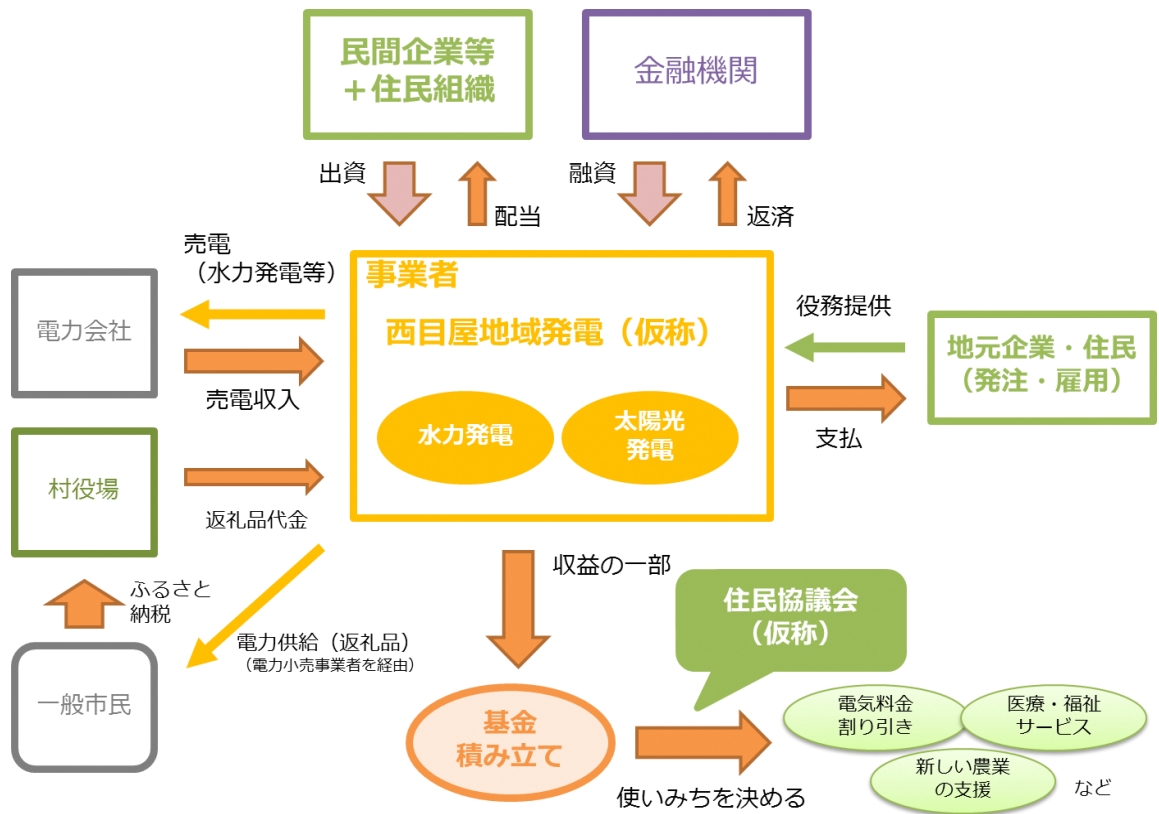 民間企業等
＋住民組織
金融機関
出資
配当
融資
返済
売電
（水力発電等）
電力会社
売電収入
事業者
西目屋地域発電（仮称）
水力発電
太陽光
発電
役務提供
地元企業・住民
（発注・雇用）
支払
村役場
返礼品代金
ふるさと
納税
一般市民
電力供給（返礼品）
（電力小売事業者を経由）
収益の一部
住民協議会
（仮称）
基金
積み立て
使いみちを決める
電気料金
割り引き
医療・福祉
サービス
新しい農業
の支援
など